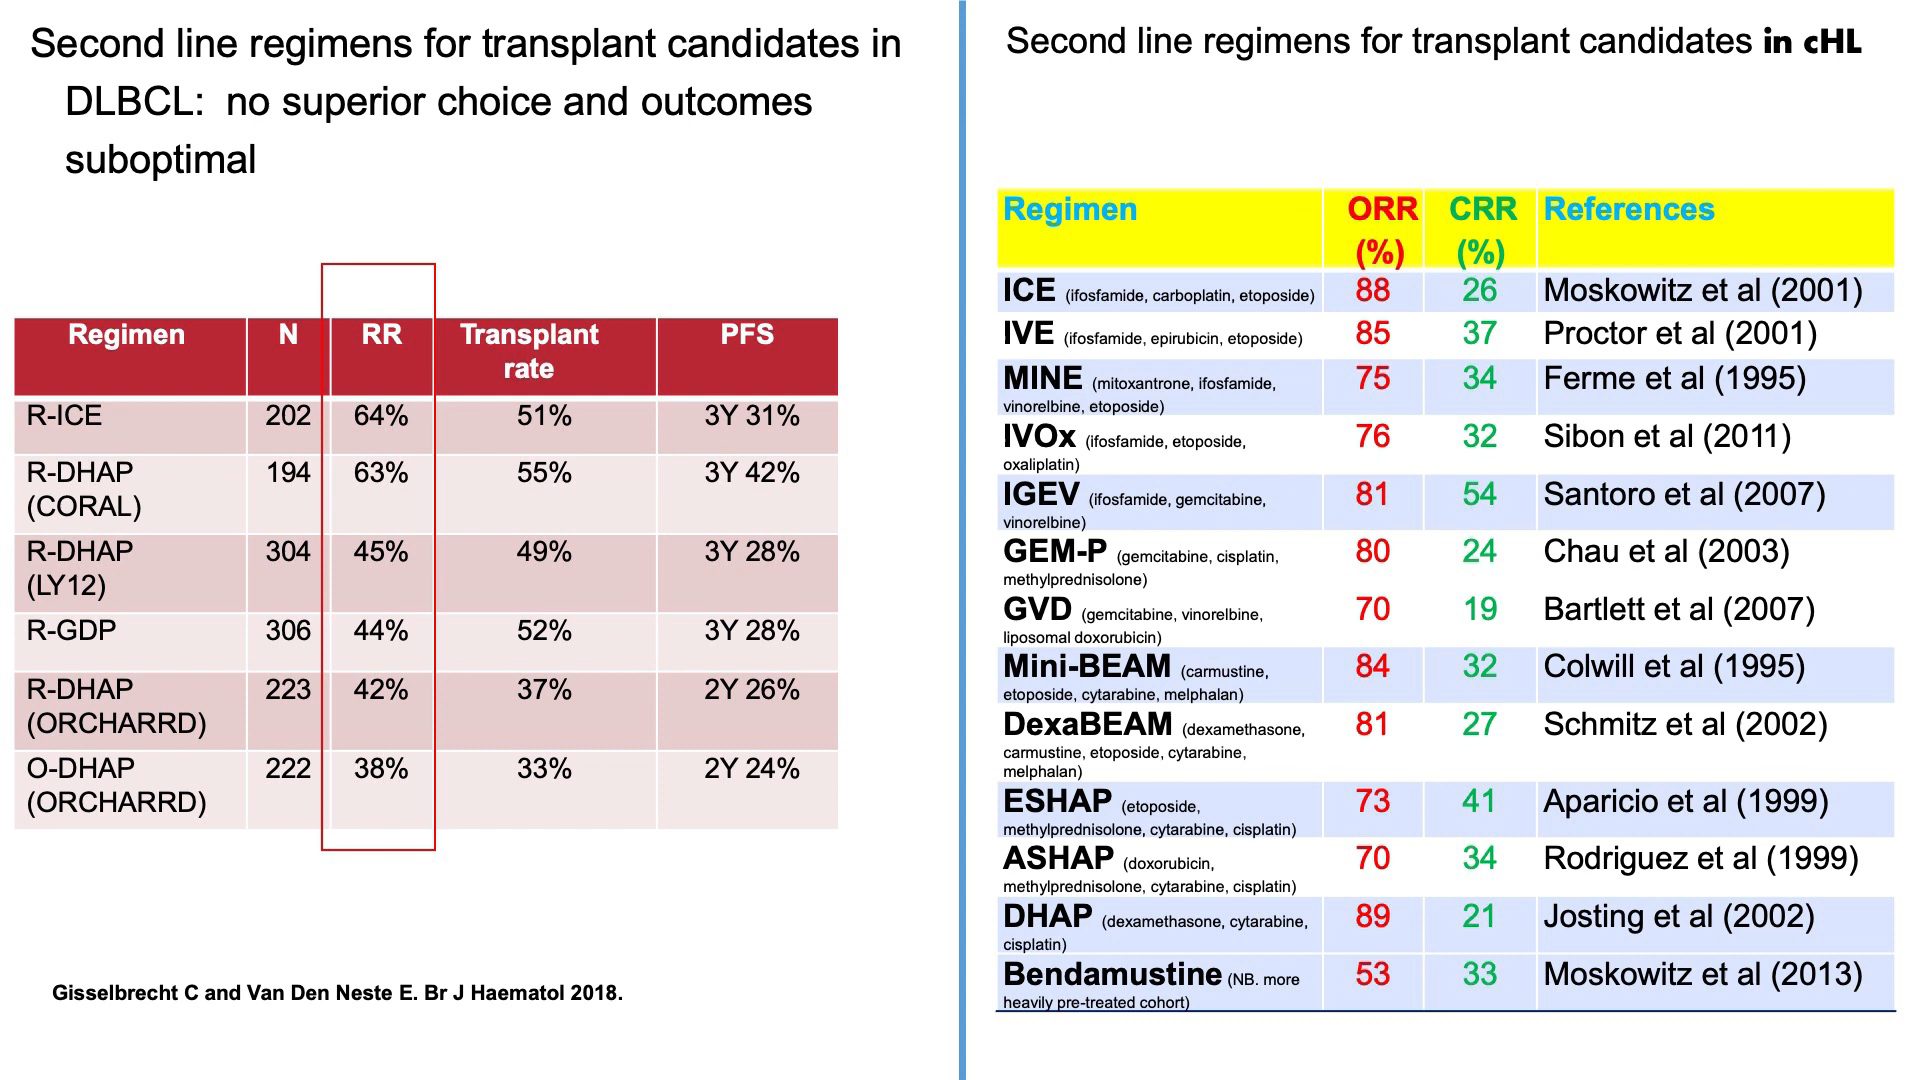 Second line regimens for transplant candidates in
DLBCL: no superior choice and outcomes
suboptimal
Regimen N RR Transplant rate PFS
R-ICE 202 64% 51% 3Y 31%
R-DHAP (CORAL) 194 63% 55% 3Y 42%
R-DHAP (LY12) 304 45% 49% 3Y 28%
R-GDP 306 44% 52% 3Y 28%
R-DHAP (ORCHARRD) 223 42% 37% 2Y 26%
O-DHAP (ORCHARRD) 222 38% 33% 2Y 24%
Gisselbrecht C and Van Den Neste E. Br J Haematol 2018.
Second line regimens for transplant candidates in cHL
Regimen ORR (%) CRR (%) References
ICE (ifosfamide, carboplatin, etoposide) 88 26 Moskowitz et al (2001)
IVE (ifosfamide, epirubicin, etoposide) 85 37 Proctor et al (2001)
MINE (mitoxantrone, ifosfamide, vinorelbine, etoposide) 75 34 Ferme et al (1995)
IVOx (ifosfamide, etoposide, oxaliplatin) 76 32 Sibon et al (2011)
IGEV (ifosfamide, gemcitabine, vinorelbine) 81 54 Santoro et al (2007)
GEM-P (gemcitabine, cisplatin, methylprednisolone) 80 24 Chau et al (2003)
GVD (gemcitabine, vinorelbine, liposomal doxorubicin) 70 19 Bartlett et al (2007)
Mini-BEAM (carmustine, etoposide, cytarabine, melphalan) 84 32 Colwill et al (1995)
DexaBEAM (dexamethasone, carmustine, etoposide, cytarabine, melphalan) 81 27 Schmitz et al (2002)
ESHAP (etoposide, methylprednisolone, cytarabine, cisplatin) 73 41 Aparicio et al (1999)
ASHAP (doxorubicin, methylprednisolone, cytarabine, cisplatin) 70 34 Rodriguez et al (1999)
DHAP (dexamethasone, cytarabine, cisplatin) 89 21 Josting et al (2002)
Bendamustine (NB. more heavily pre-treated cohort) 53 33 Moskowitz et al (2013)